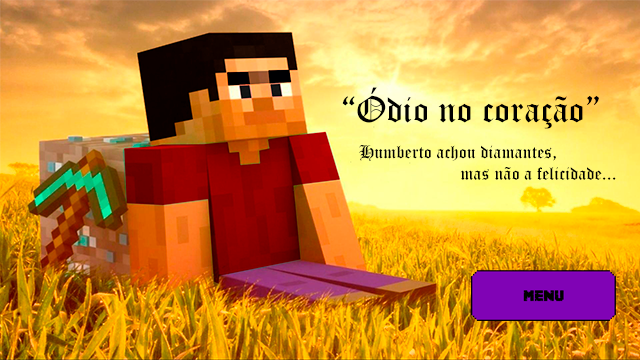 “Ódio no coração”
Humberto achou diamantes,
mas não a felicidade...
MENU